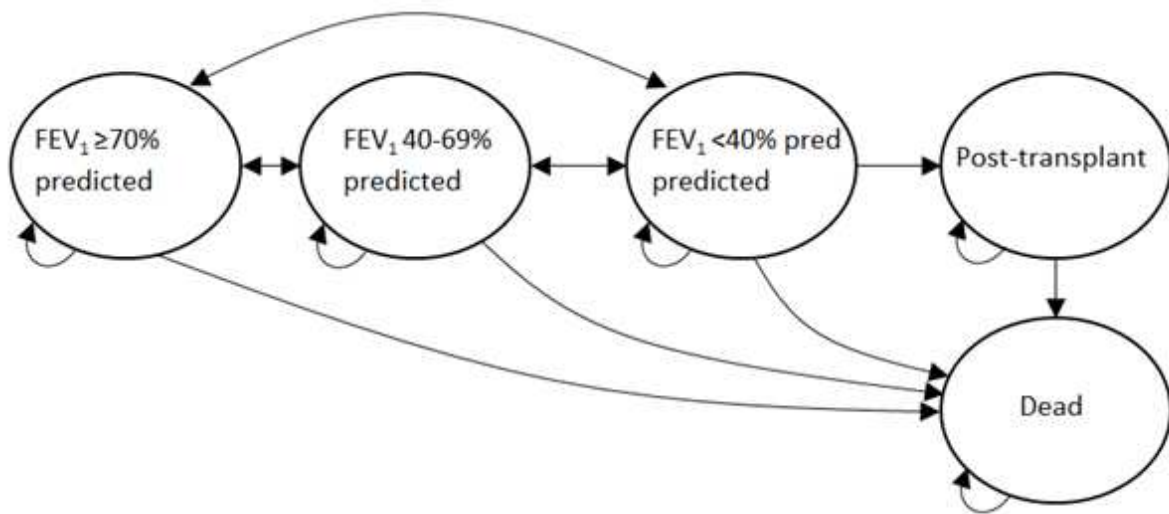 FEV₁ ≥70%
predicted
FEV₁ 40-69%
predicted
FEV₁ <40% pred
predicted
Post-transplant
Dead